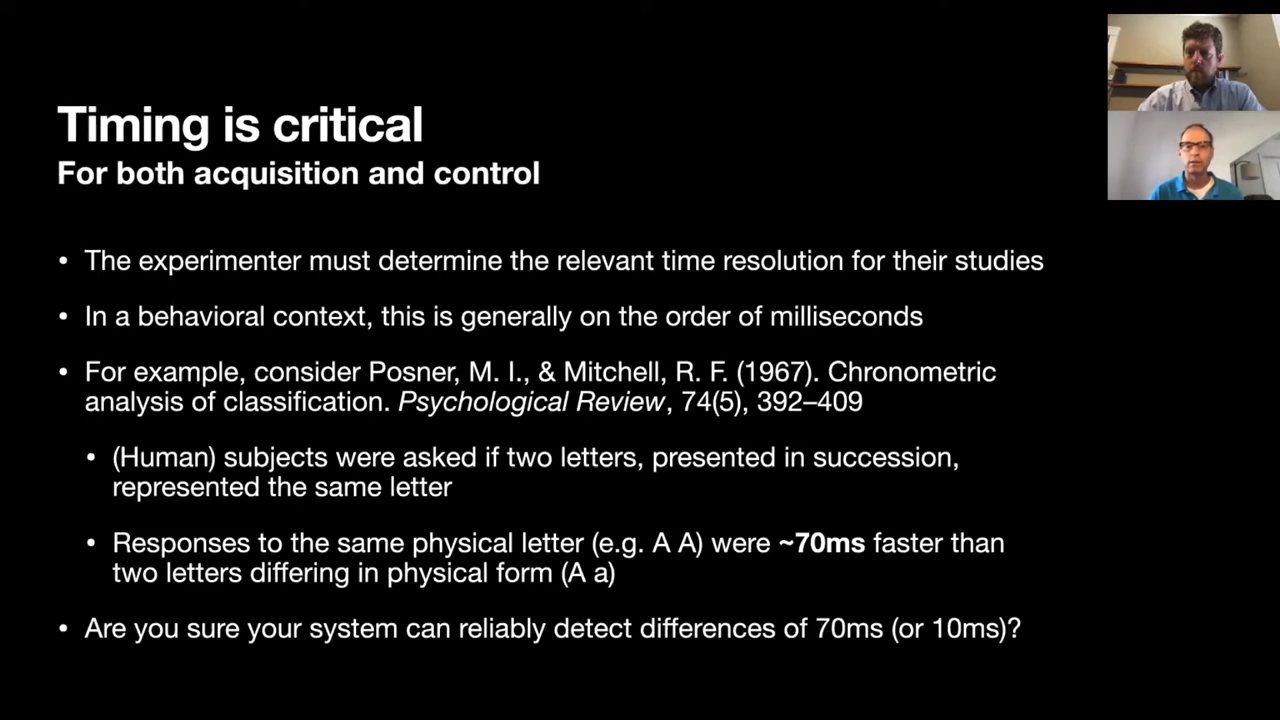 Timing is critical
For both acquisition and control
• The experimenter must determine the relevant time resolution for their studies
• In a behavioral context, this is generally on the order of milliseconds
• For example, consider Posner, M. I., & Mitchell, R. F. (1967). Chronometric
analysis of classification. Psychological Review, 74(5), 392–409
• (Human) subjects were asked if two letters, presented in succession,
represented the same letter
• Responses to the same physical letter (e.g. A A) were ~70ms faster than
two letters differing in physical form (A a)
• Are you sure your system can reliably detect differences of 70ms (or 10ms)?